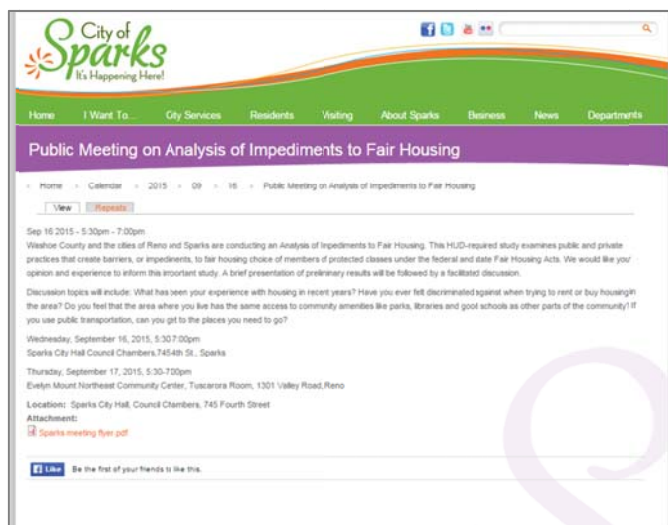 City of
Sparks
It's Happening Here!
Home I Want To... City Services Residents Visiting About Sparks Business News Departments
Public Meeting on Analysis of Impediments to Fair Housing
Home Calendar 2015 09 16 Public Meeting on Analysis of Impediments to Fair Housing
View Repeats
Sep 16 2015 - 5:30pm - 7:00pm
Washoe County and the cities of Reno and Sparks are conducting an Analysis of Impediments to Fair Housing. This HUD-required study examines public and private
practices that create barriers, or impediments, to fair housing choice of members if protected classes under the federal and date Fair Housing Acts. We would like your
opinion and experience to inform this important study. A brief presentation of preliminary results will be followed by a facilitated discussion.
Discussion topics will include: What has been your experience with housing in recent years? Have you ever felt discriminated against when trying to rent or buy housing in
the area? Do you feel that the area where you live has the same access to community amenities like parks, libraries and good schools as other parts of the community? If
you use public transportation, can you get to the places you need to go?
Wednesday, September 16, 2015, 5:30 7:00pm
Sparks City Hall Council Chambers, 745 4th St., Sparks
Thursday, September 17, 2015, 5:30-7:00pm
Evelyn Mount Northeast Community Center, Tuscarora Room, 1301 Valley Road, Reno
Location: Sparks City Hall, Council Chambers, 745 Fourth Street
Attachment:
Sparks meeting flyer.pdf
Like Be the first of your friends to like this.